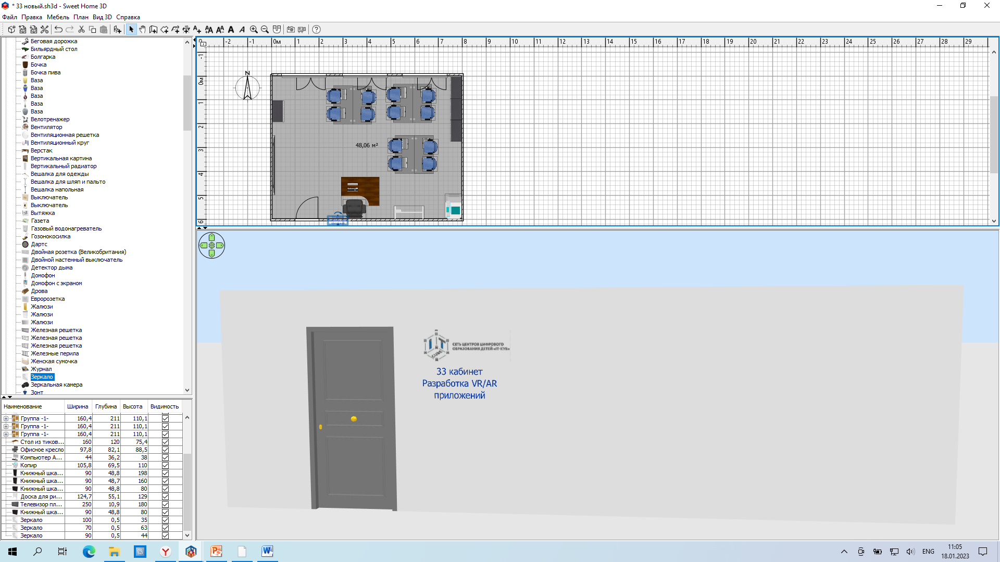 * 33 новый.sh3d - Sweet Home 3D
Файл Правка Мебель План Вид 3D Справка
Беговая дорожка
Бильярдный стол
Болгарка
Бочка
Бочка пива
Ваза
Ваза
Ваза
Ваза
Ваза
Велотренажер
Вентилятор
Вентиляционная решетка
Вентиляционный круг
Верстак
Вертикальная картина
Вертикальный радиатор
Вешалка для одежды
Вешалка для шляп и пальто
Вешалка напольная
Выключатель
Выключатель
Вытяжка
Газета
Газовый водонагреватель
Гозонокосилка
Дартс
Двойная розетка (Великобритания)
Двойной настенный выключатель
Детектор дыма
Домофон
Домофон с экраном
Дрова
Евророзетка
Жалюзи
Жалюзи
Жалюзи
Железная решетка
Железная решетка
Железная решетка
Железные перила
Женская сумочка
Журнал
Зеркало
Зеркальная камера
Зонт
Наименование Ширина Глубина Высота Видимость
Группа -1- 160,4 211 110,1
Группа -1- 160,4 211 110,1
Группа -1- 160,4 211 110,1
Стол из тиков... 160 120 75,4
Офисное кресло 97,8 82,1 88,5
Компьютер A... 44 36,2 38
Копир 105,8 69,5 110
Книжный шка... 90 48,8 198
Книжный шка... 90 48,7 160
Книжный шка... 90 48,8 80
Доска для ри... 124,7 55,1 129
Телевизор пл... 250 10,9 180
Книжный шка... 90 48,8 80
Зеркало 100 0,5 35
Зеркало 70 0,5 63
Зеркало 90 0,5 44
-2 -1 0м 1 2 3 4 5 6 7 8 9 10 11 12 13 14 15 16 17 18 19 20 21 22 23 24 25 26 27 28 29
-1
0м
1
2
3
4
5
6
N
48,06 м²
IT
CUBE
СЕТЬ ЦЕНТРОВ ЦИФРОВОГО
ОБРАЗОВАНИЯ ДЕТЕЙ «IT-КУБ»
33 кабинет
Разработка VR/AR
приложений
ENG
11:05
18.01.2023